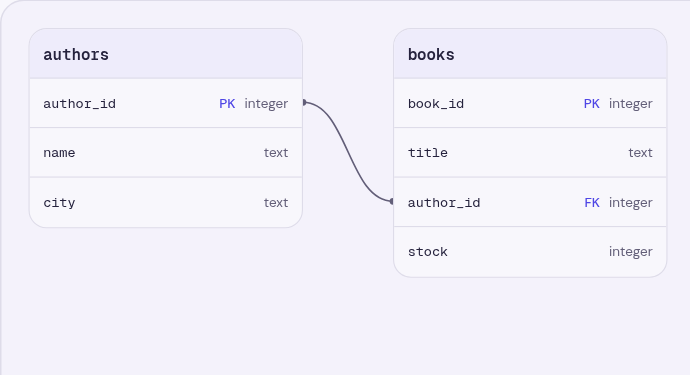 authors
author_id PK integer
name text
city text
books
book_id PK integer
title text
author_id FK integer
stock integer